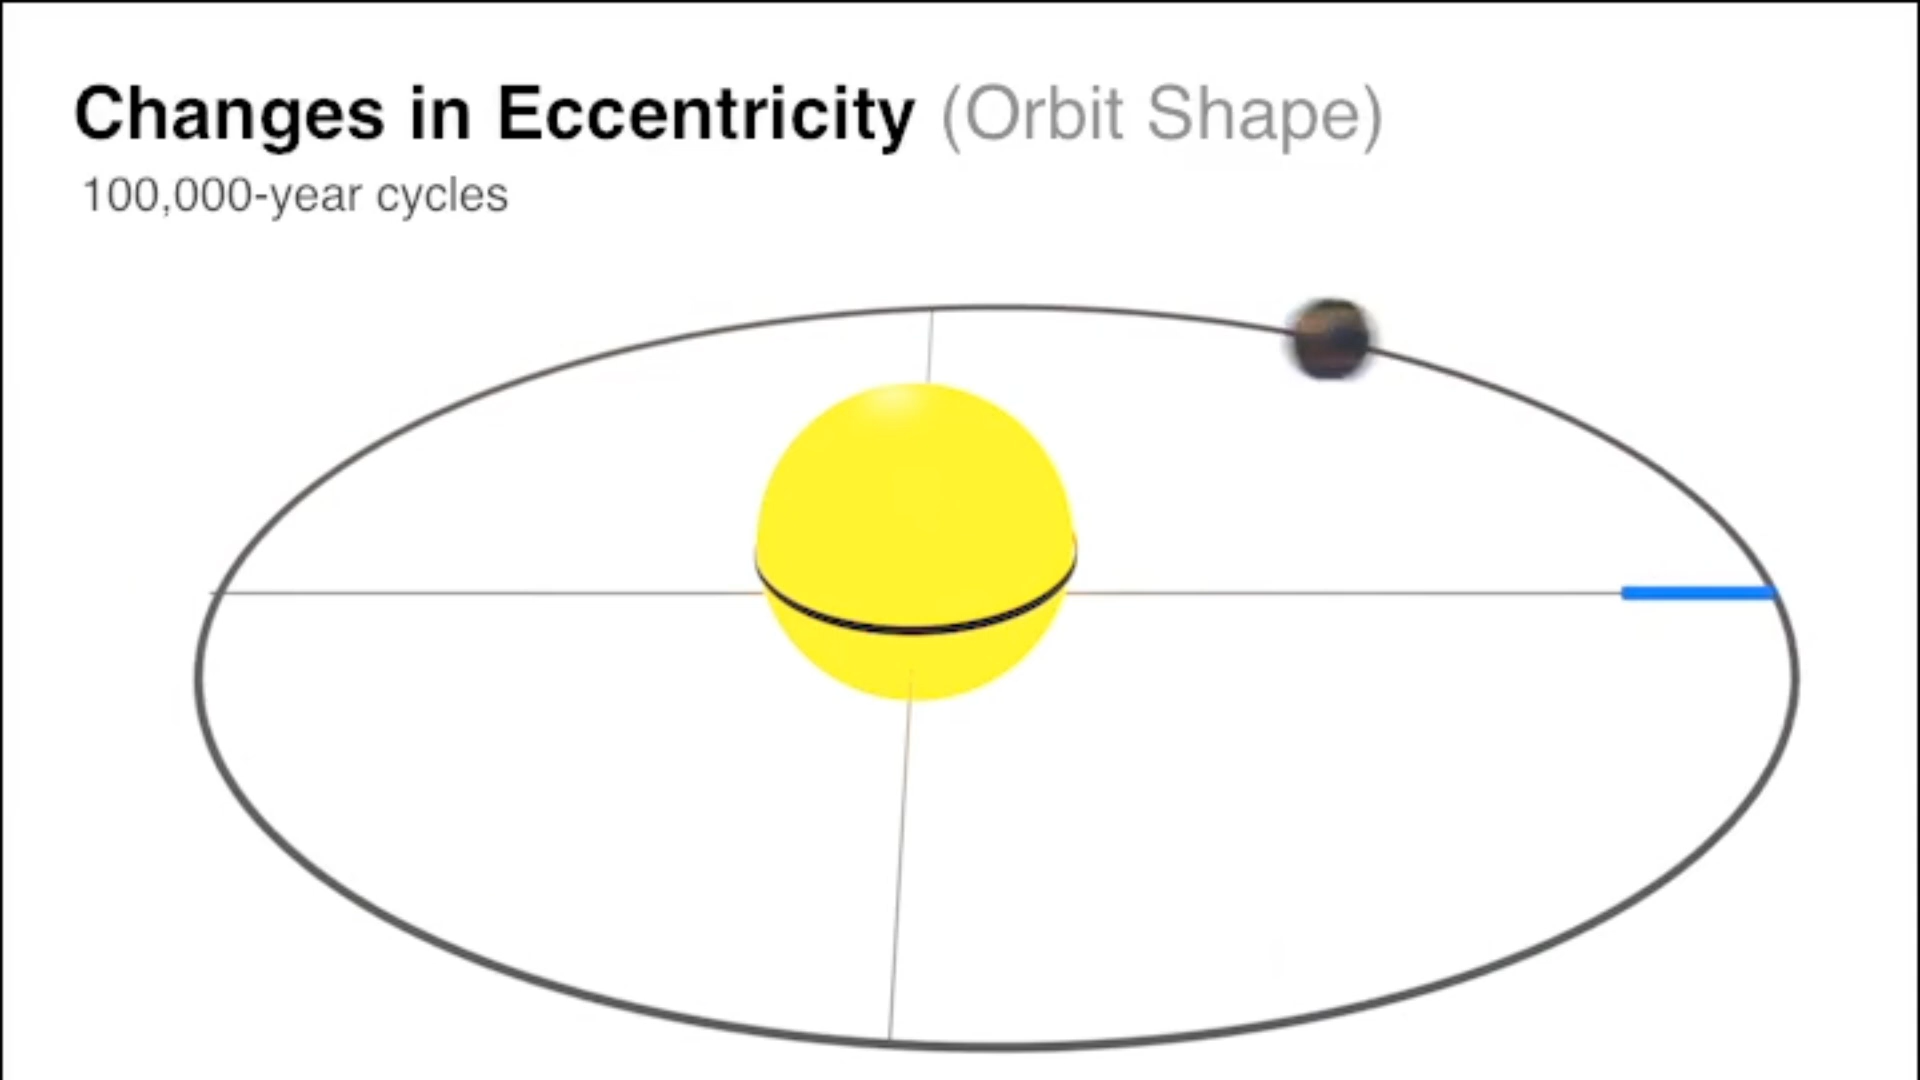 Changes in Eccentricity (Orbit Shape)
100,000-year cycles